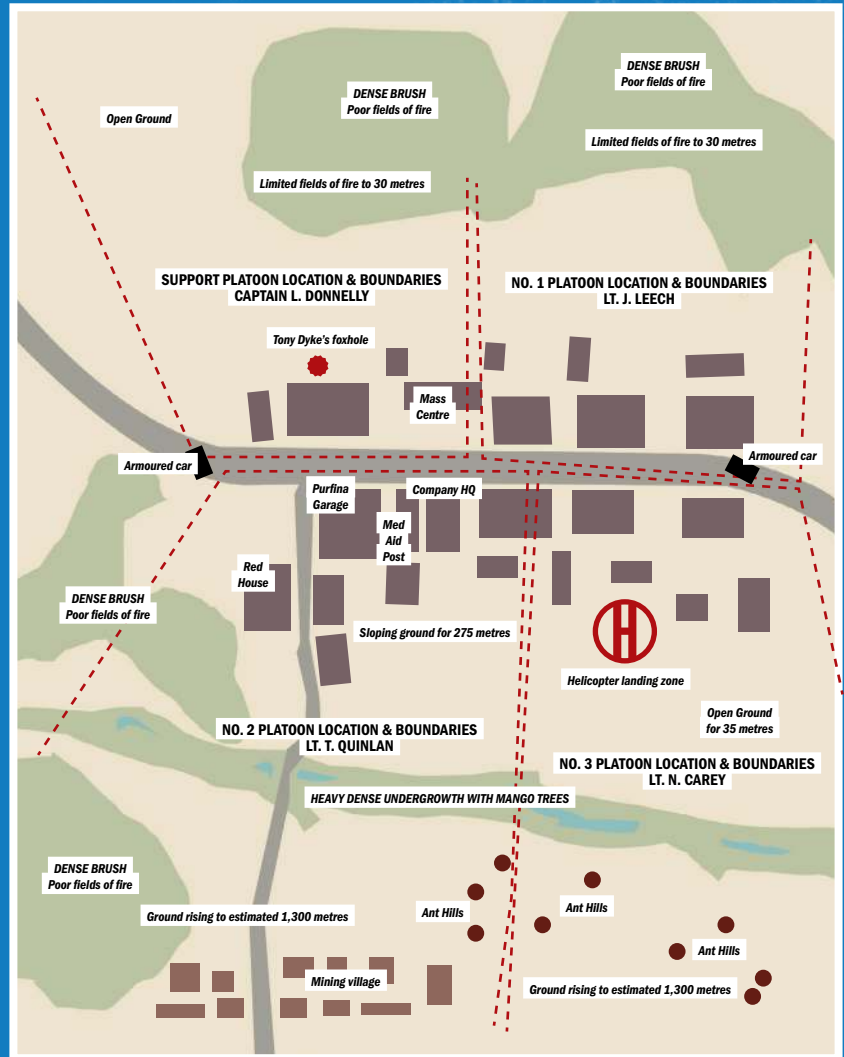 DENSE BRUSH
Poor fields of fire
DENSE BRUSH
Poor fields of fire
Open Ground
Limited fields of fire to 30 metres
Limited fields of fire to 30 metres
SUPPORT PLATOON LOCATION & BOUNDARIES
CAPTAIN L. DONNELLY
NO. 1 PLATOON LOCATION & BOUNDARIES
LT. J. LEECH
Tony Dyke's foxhole
Mass
Centre
Armoured car
Armoured car
Purfina
Garage
Company HQ
Med
Aid
Post
Red
House
DENSE BRUSH
Poor fields of fire
Sloping ground for 275 metres
H
Helicopter landing zone
Open Ground
for 35 metres
NO. 2 PLATOON LOCATION & BOUNDARIES
LT. T. QUINLAN
NO. 3 PLATOON LOCATION & BOUNDARIES
LT. N. CAREY
HEAVY DENSE UNDERGROWTH WITH MANGO TREES
DENSE BRUSH
Poor fields of fire
Ground rising to estimated 1,300 metres
Ant Hills
Ant Hills
Ant Hills
Mining village
Ground rising to estimated 1,300 metres